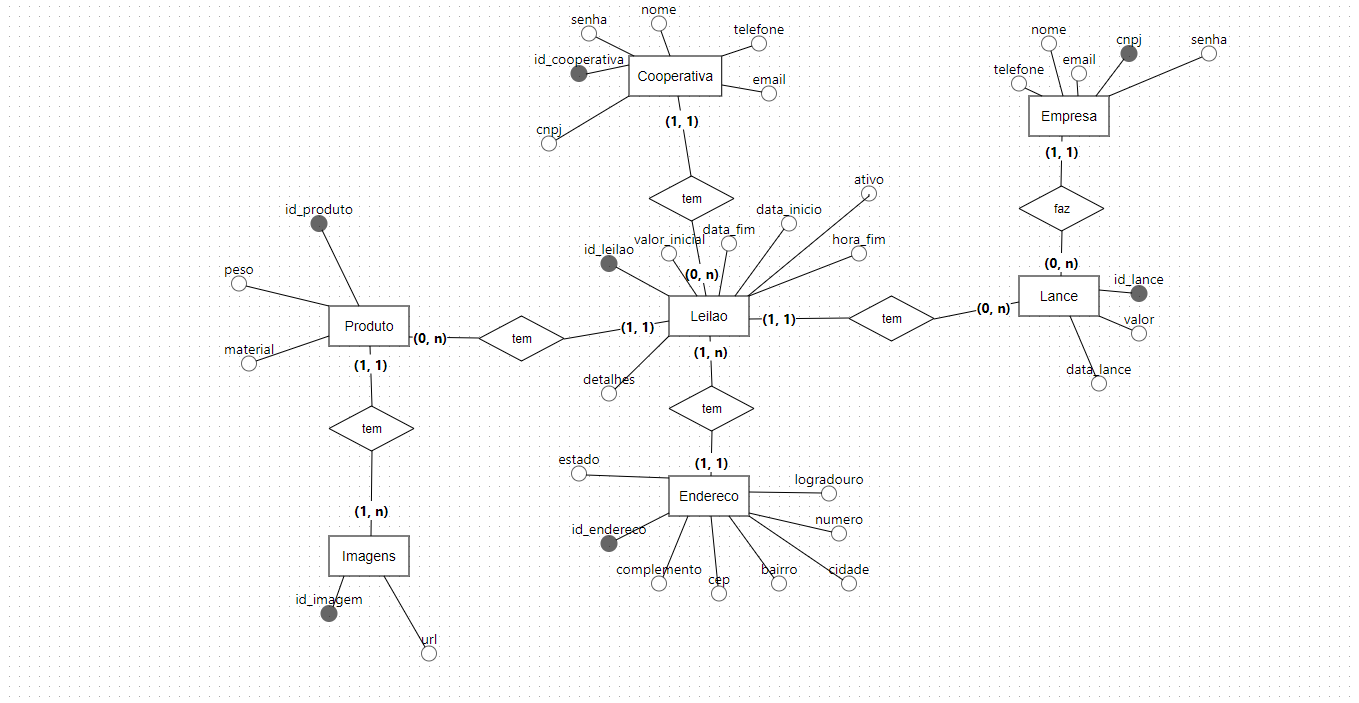 nome
senha
telefone
id_cooperativa
Cooperativa
email
cnpj
(1, 1)
tem
nome
cnpj
senha
telefone
email
Empresa
(1, 1)
faz
(0, n)
ativo
data_inicio
data_fim
valor_inicial
hora_fim
id_leilao
(0, n)
Leilao
(1, 1)
tem
(0, n)
Lance
id_lance
valor
data_lance
id_produto
peso
Produto
material
(0, n)
tem
(1, 1)
detalhes
(1, 1)
tem
(1, n)
Imagens
id_imagem
url
(1, n)
tem
(1, 1)
estado
Endereco
logradouro
id_endereco
numero
complemento
cep
bairro
cidade